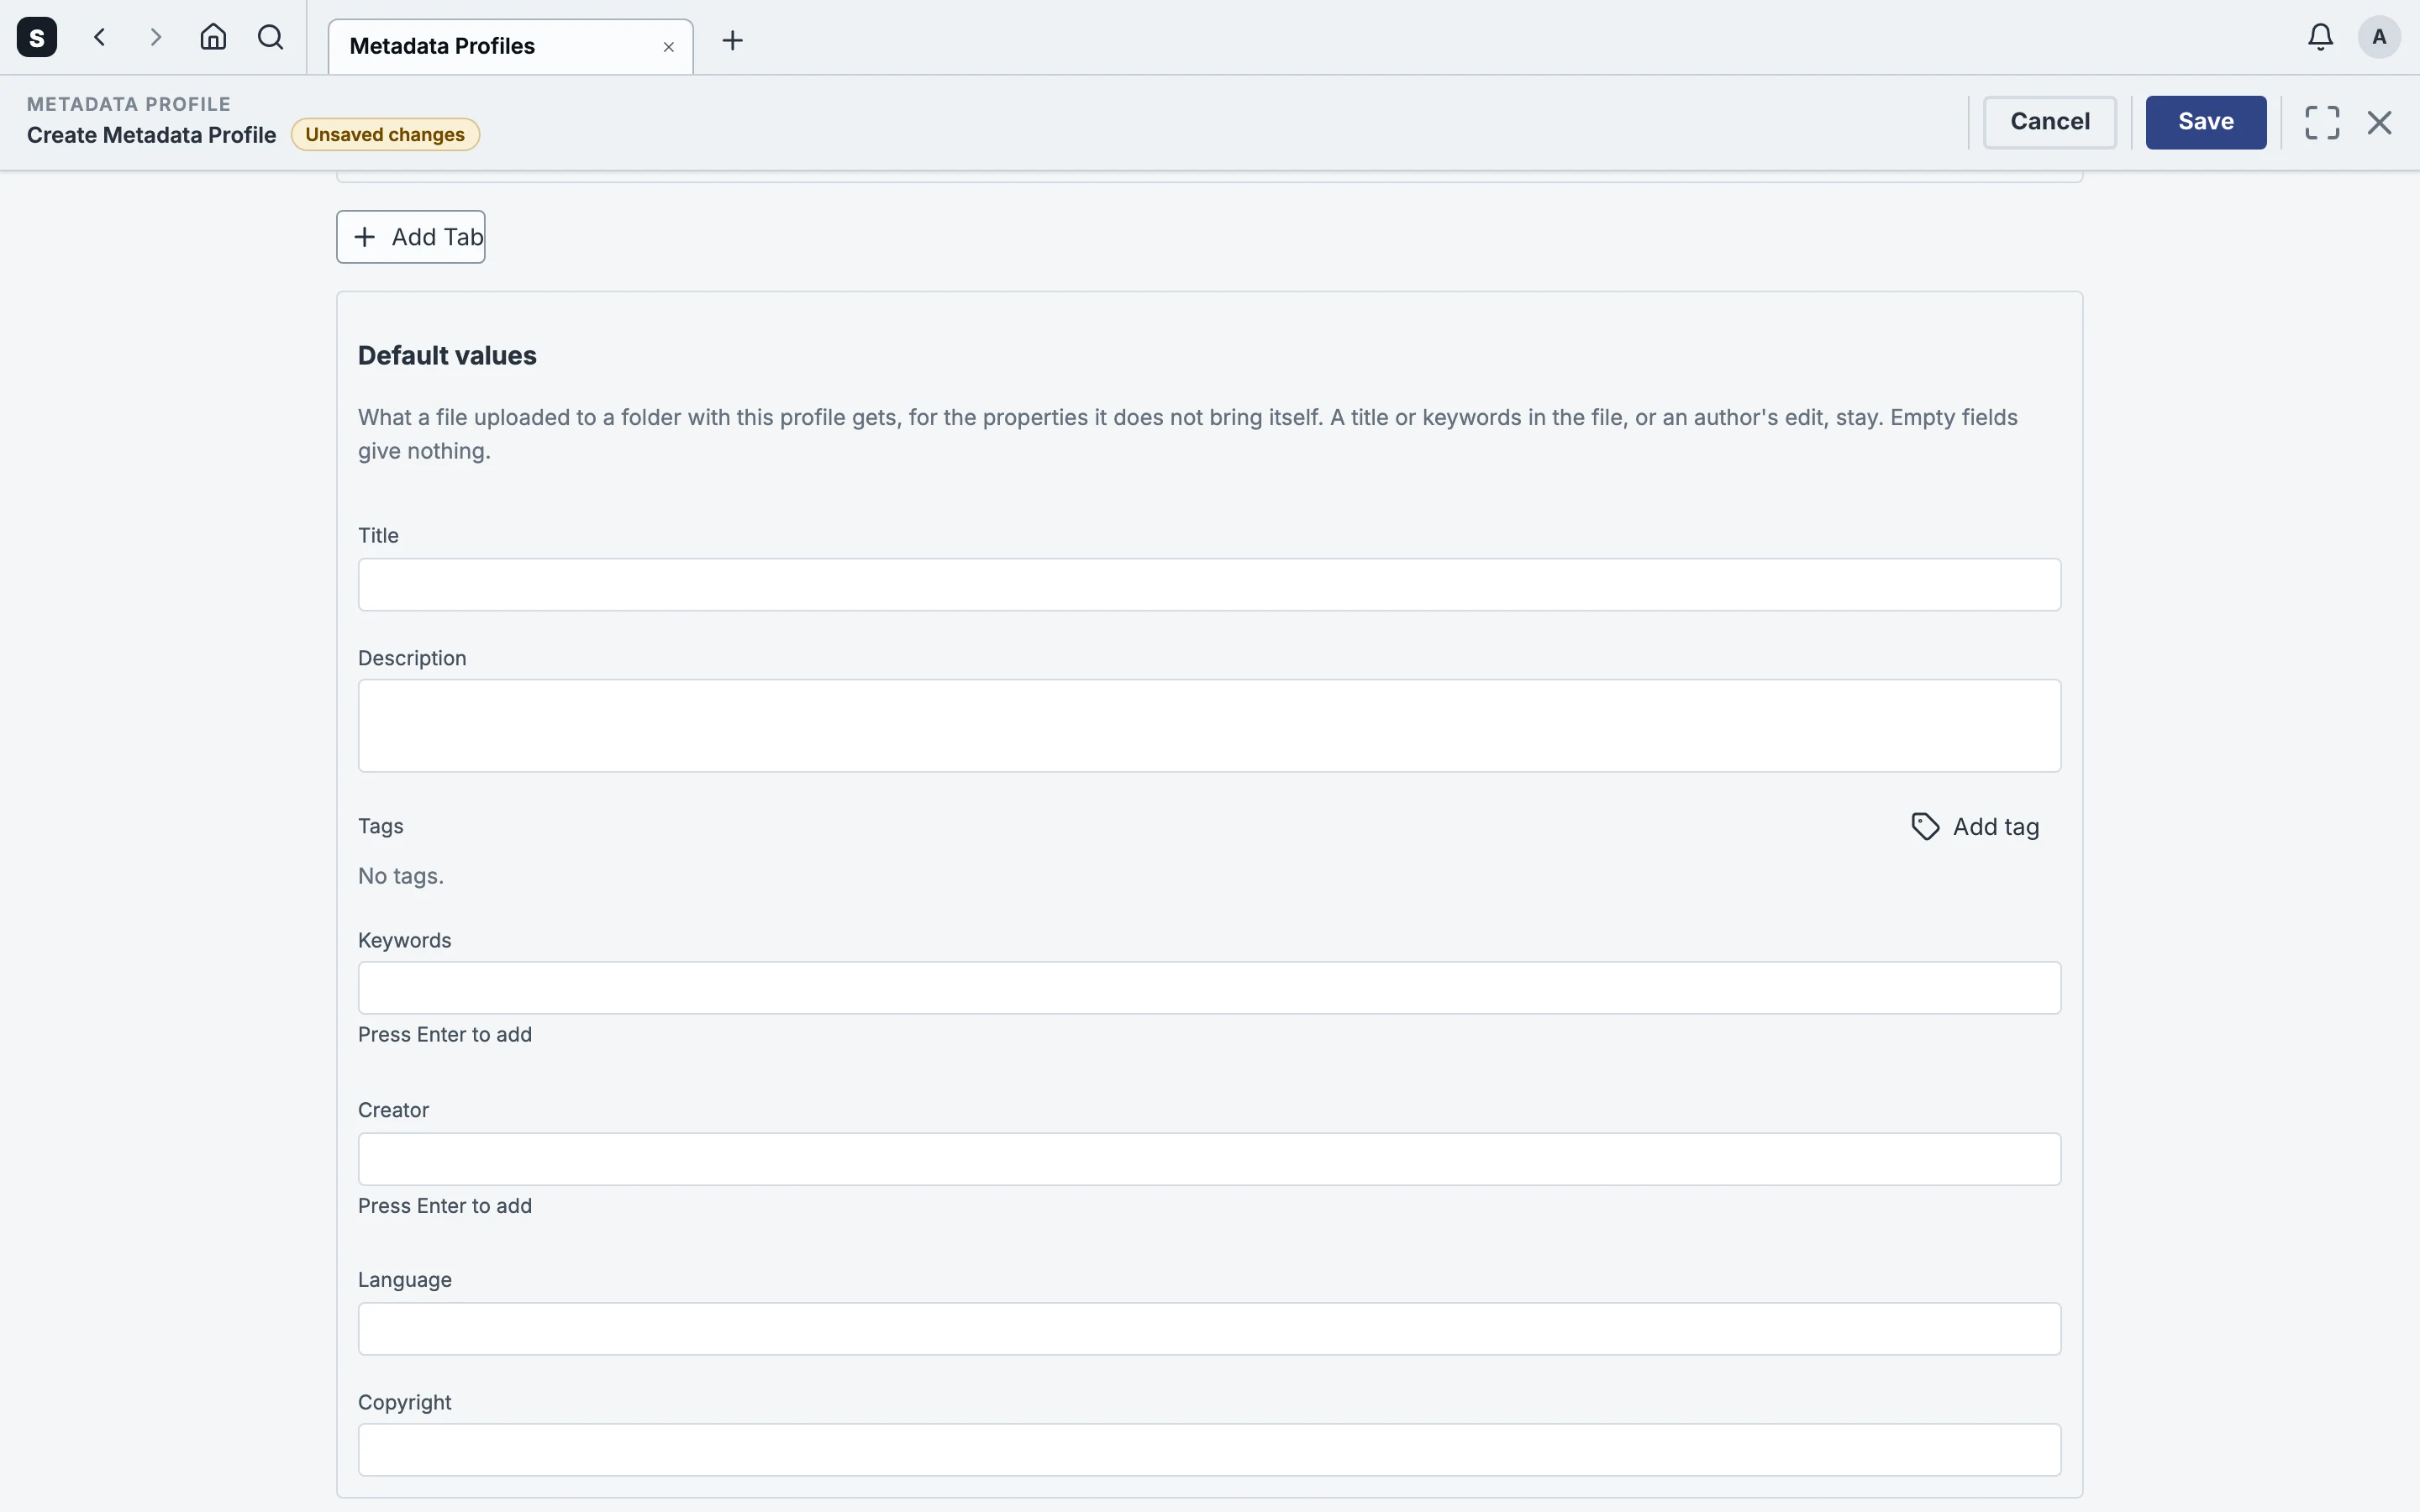 S
Metadata Profiles
A
METADATA PROFILE
Create Metadata Profile
Unsaved changes
Cancel
Save
Add Tab
Default values
What a file uploaded to a folder with this profile gets, for the properties it does not bring itself. A title or keywords in the file, or an author's edit, stay. Empty fields
give nothing.
Title
Description
Tags
Add tag
No tags.
Keywords
Press Enter to add
Creator
Press Enter to add
Language
Copyright